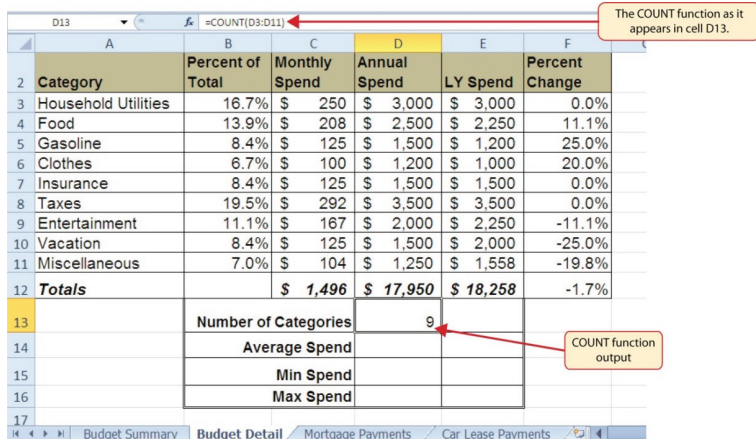 D13 fx =COUNT(D3:D11)
The COUNT function as it
appears in cell D13.
A B C D E F
Percent of Monthly Annual Percent
2 Category Total Spend Spend LY Spend Change
3 Household Utilities 16.7% $ 250 $ 3,000 $ 3,000 0.0%
4 Food 13.9% $ 208 $ 2,500 $ 2,250 11.1%
5 Gasoline 8.4% $ 125 $ 1,500 $ 1,200 25.0%
6 Clothes 6.7% $ 100 $ 1,200 $ 1,000 20.0%
7 Insurance 8.4% $ 125 $ 1,500 $ 1,500 0.0%
8 Taxes 19.5% $ 292 $ 3,500 $ 3,500 0.0%
9 Entertainment 11.1% $ 167 $ 2,000 $ 2,250 -11.1%
10 Vacation 8.4% $ 125 $ 1,500 $ 2,000 -25.0%
11 Miscellaneous 7.0% $ 104 $ 1,250 $ 1,558 -19.8%
12 Totals $ 1,496 $ 17,950 $ 18,258 -1.7%
13 Number of Categories 9
14 Average Spend
COUNT function
output
15 Min Spend
16 Max Spend
17
Budget Summary Budget Detail Mortgage Payments Car Lease Payments